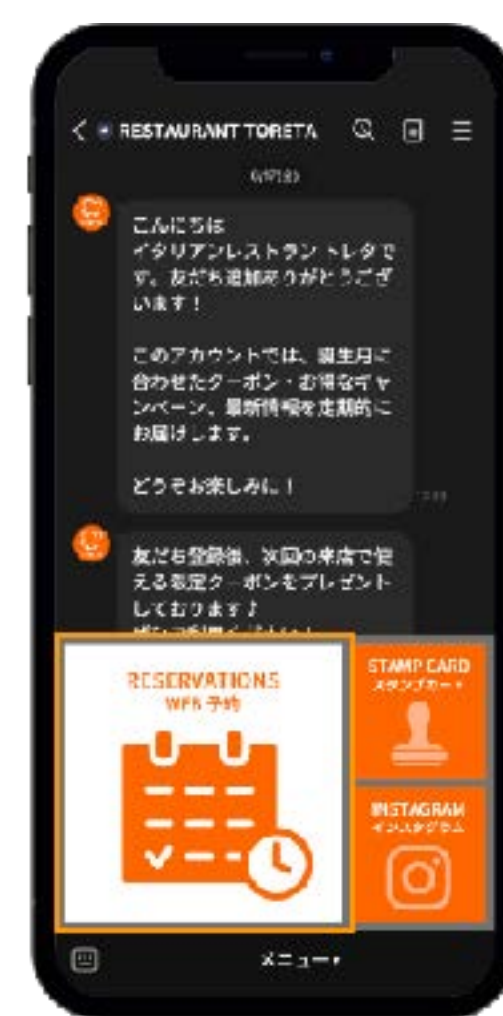 RESTAURANT TORETA
こんにちは
イタリアンレストラン トレタで
す。友だち追加ありがとうござ
います！
このアカウントでは、誕生月に
合わせたクーポン・お得なキャ
ンペーン、最新情報を定期的に
お届けします。
どうぞお楽しみに！
友だち登録後、次回の来店で使
える限定クーポンをプレゼント
しております♪
RESERVATIONS
WEB 予約
STAMP CARD
スタンプカード
INSTAGRAM
インスタグラム
メニュー▾